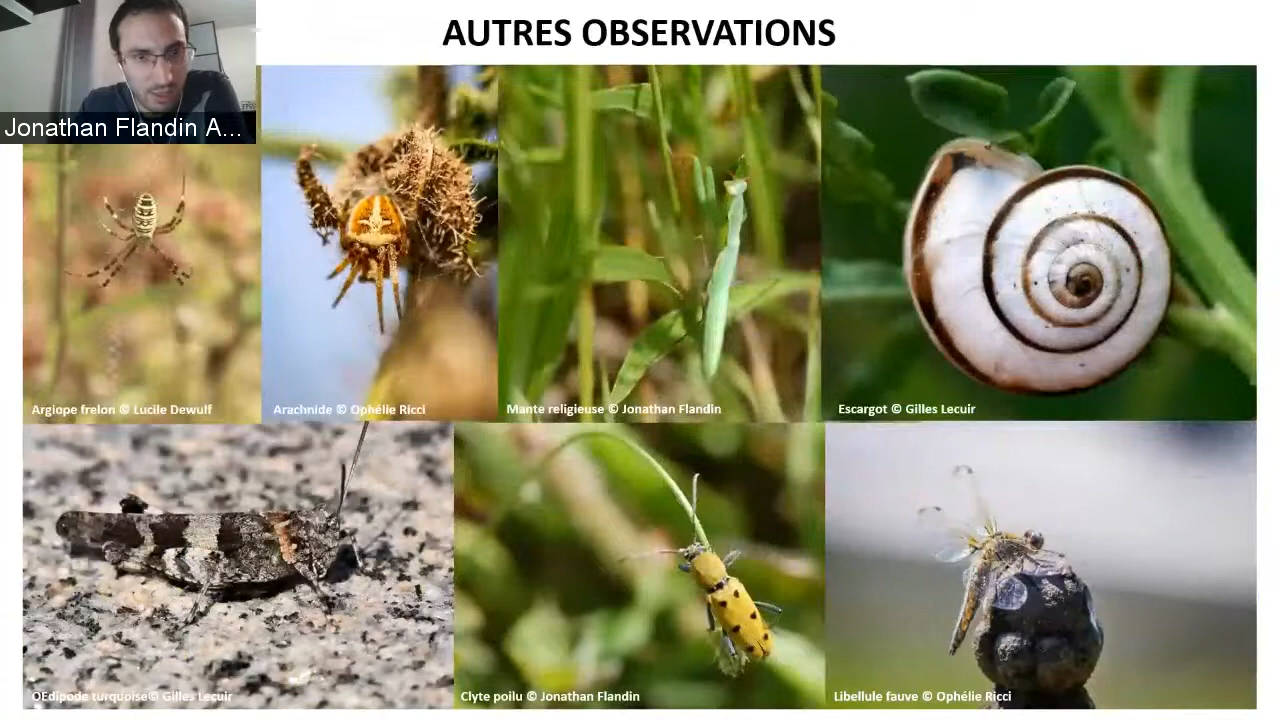 AUTRES OBSERVATIONS
Jonathan Flandin A...
Argiope frelon © Lucile Dewulf
Arachnide © Ophélie Ricci
Mante religieuse © Jonathan Flandin
Escargot © Gilles Lecuir
OEdipode turquoise© Gilles Lecuir
Clyte poilu © Jonathan Flandin
Libellule fauve © Ophélie Ricci